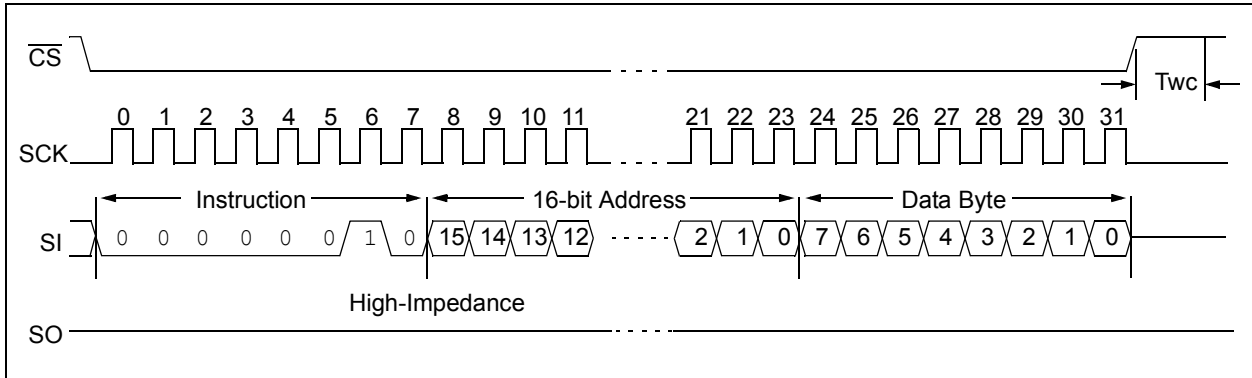 CS
Twc
0 1 2 3 4 5 6 7 8 9 10 11 21 22 23 24 25 26 27 28 29 30 31
SCK
Instruction 16-bit Address Data Byte
SI 0 0 0 0 0 0 1 0 15 14 13 12 2 1 0 7 6 5 4 3 2 1 0
High-Impedance
SO